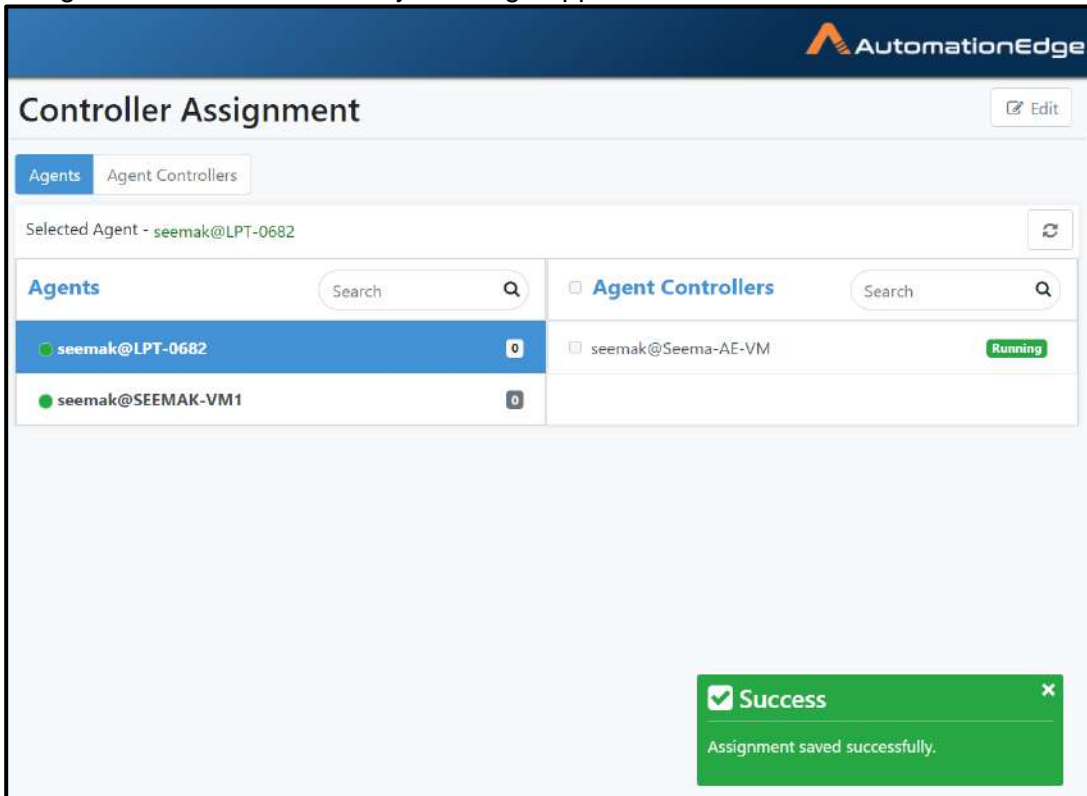 AutomationEdge
Controller Assignment
Edit
Agents Agent Controllers
Selected Agent - seemak@LPT-0682
Agents Search Agent Controllers Search
seemak@LPT-0682 0 seemak@Seema-AE-VM Running
seemak@SEEMAK-VM1 0
Success
Assignment saved successfully.